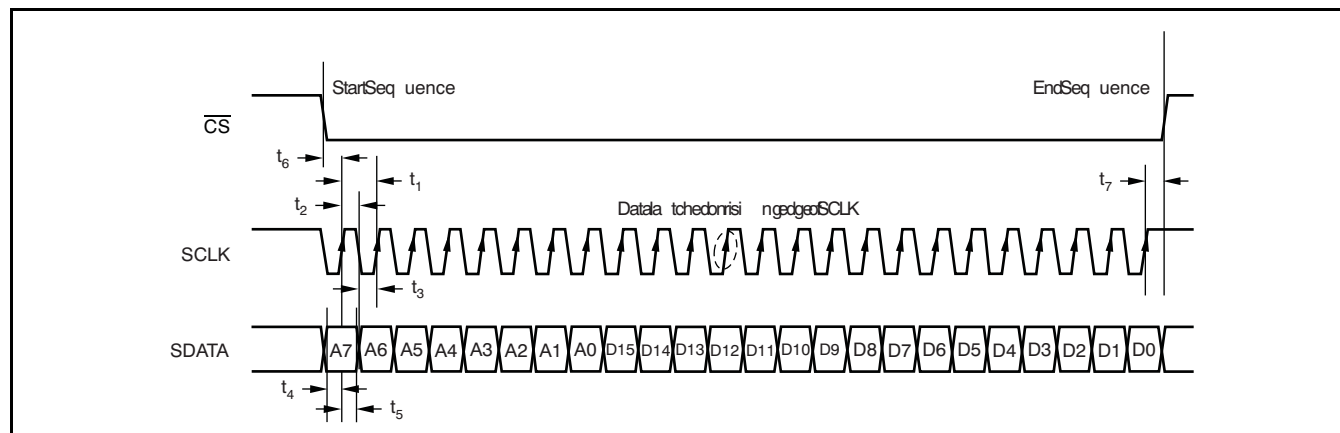 StartSeq uence EndSeq uence
CS
t6
t1
t7
t2
Datala tchedonrisi ngedgeofSCLK
SCLK
t3
SDATA A7 A6 A5 A4 A3 A2 A1 A0 D15 D14 D13 D12 D11 D10 D9 D8 D7 D6 D5 D4 D3 D2 D1 D0
t4
t5